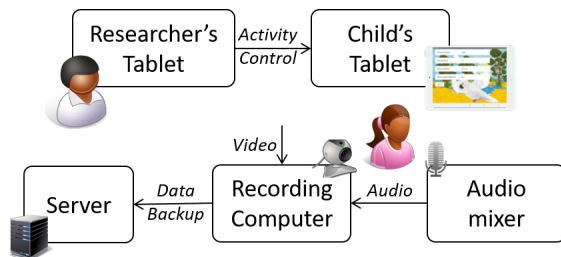 Researcher's
Tablet
Activity
Control
Child's
Tablet
Video
Server
Data
Backup
Recording
Computer
Audio
Audio
mixer